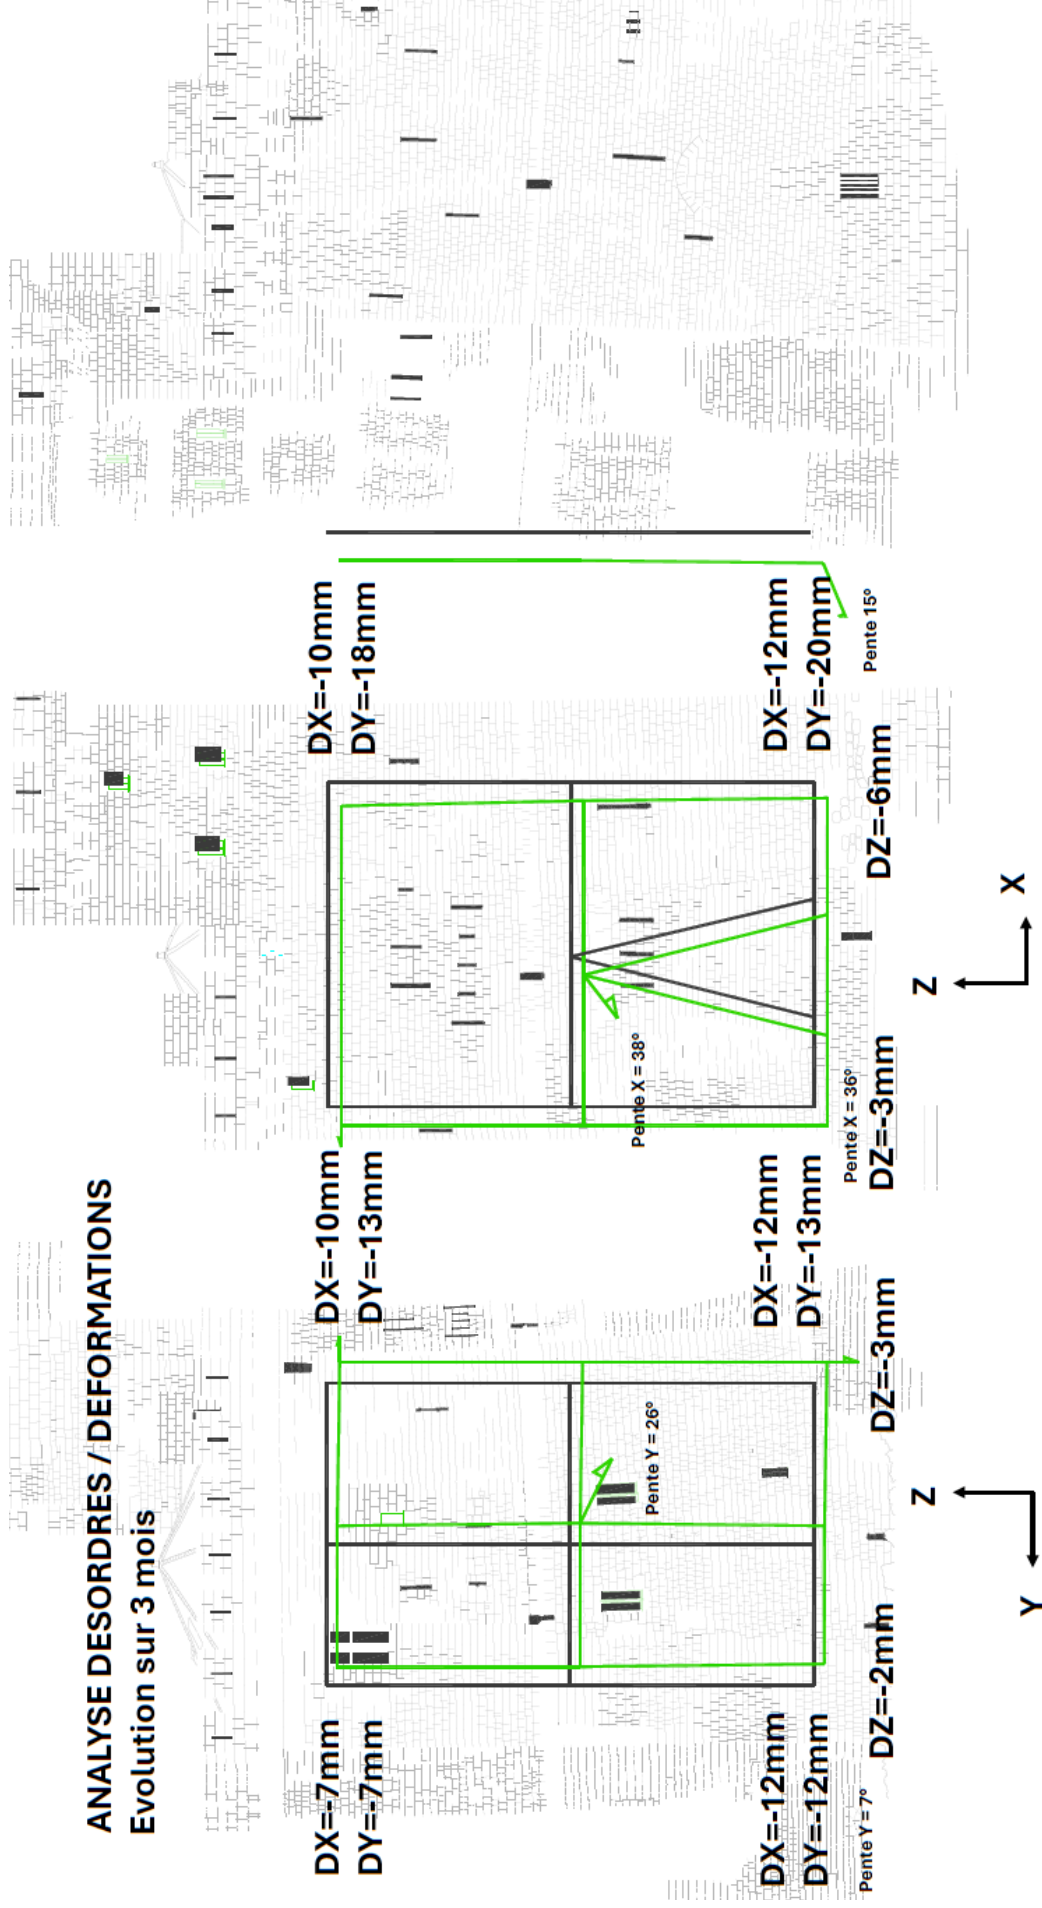 ANALYSE DESORDRES / DEFORMATIONS
Evolution sur 3 mois
DX=-7mm
DY=-7mm
DX=-10mm
DY=-13mm
DX=-10mm
DY=-18mm
Pente Y = 26°
Pente X = 38°
DX=-12mm
DY=-12mm
DX=-12mm
DY=-13mm
DX=-12mm
DY=-20mm
Pente Y = 7°
DZ=-2mm
DZ=-3mm
Pente X = 36°
DZ=-3mm
DZ=-6mm
Pente 15°
Z
Y
Z
X